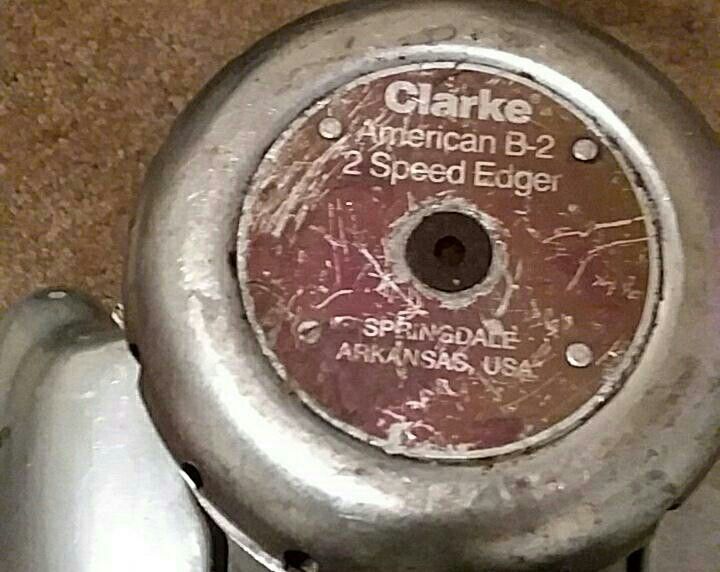 Clarke®
American B-2
2 Speed Edger
SPRINGDALE
ARKANSAS, USA